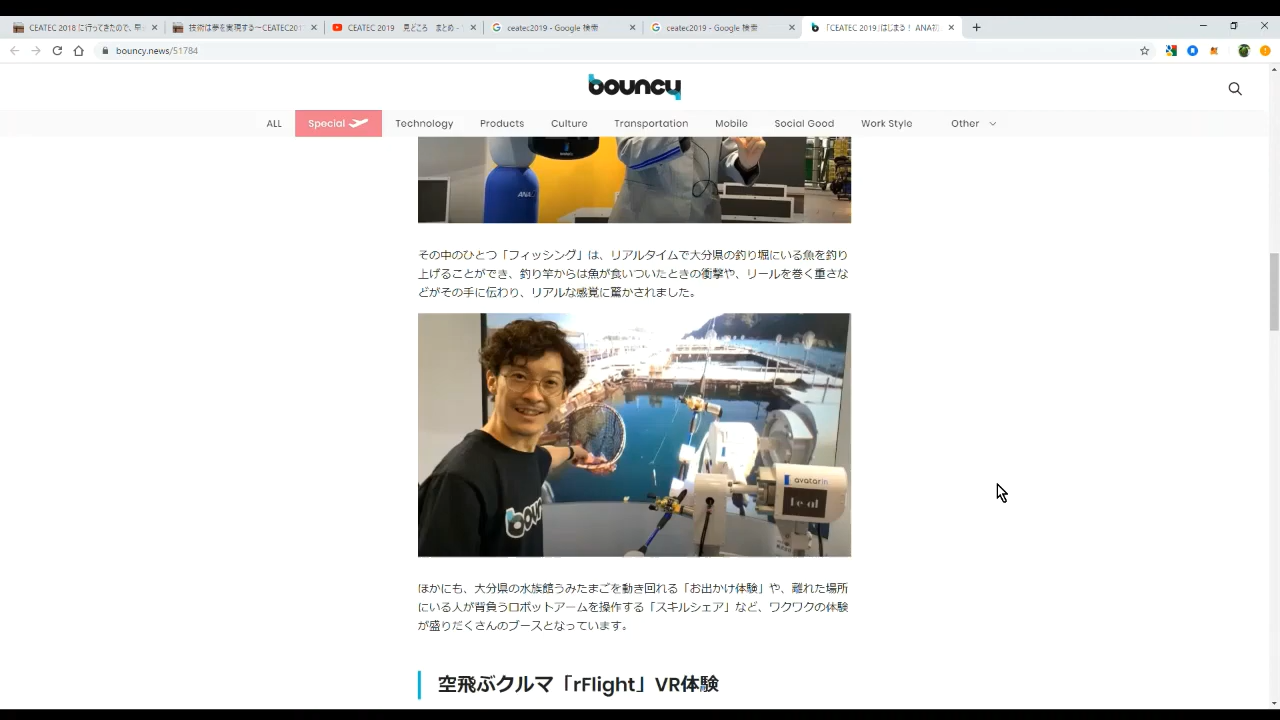 CEATEC 2018 に行ってきたので、早
技術は夢を実現する〜CEATEC201
CEATEC 2019 見どころ まとめ -
ceatec2019 - Google 検索
ceatec2019 - Google 検索
「CEATEC 2019」はじまる！ ANA初
bouncy.news/51784
bouncy
ALL
Special
Technology
Products
Culture
Transportation
Mobile
Social Good
Work Style
Other
ANA
その中のひとつ「フィッシング」は、リアルタイムで大分県の釣り堀にいる魚を釣り
上げることができ、釣り竿からは魚が食いついたときの衝撃や、リールを巻く重さな
どがその手に伝わり、リアルな感覚に驚かされました。
avatarin
boun
ほかにも、大分県の水族館うみたまごを動き回れる「お出かけ体験」や、離れた場所
にいる人が背負うロボットアームを操作する「スキルシェア」など、ワクワクの体験
が盛りだくさんのブースとなっています。
空飛ぶクルマ「rFlight」VR体験